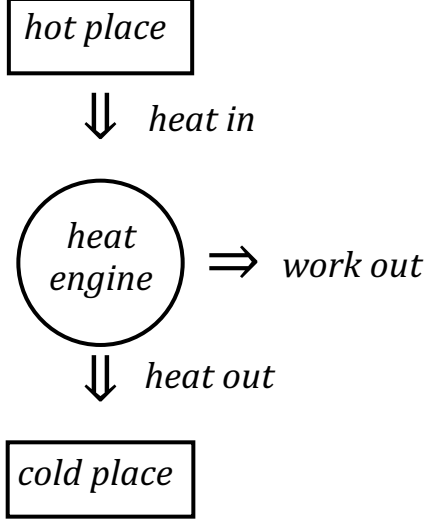 hot place
heat in
heat
engine
work out
heat out
cold place